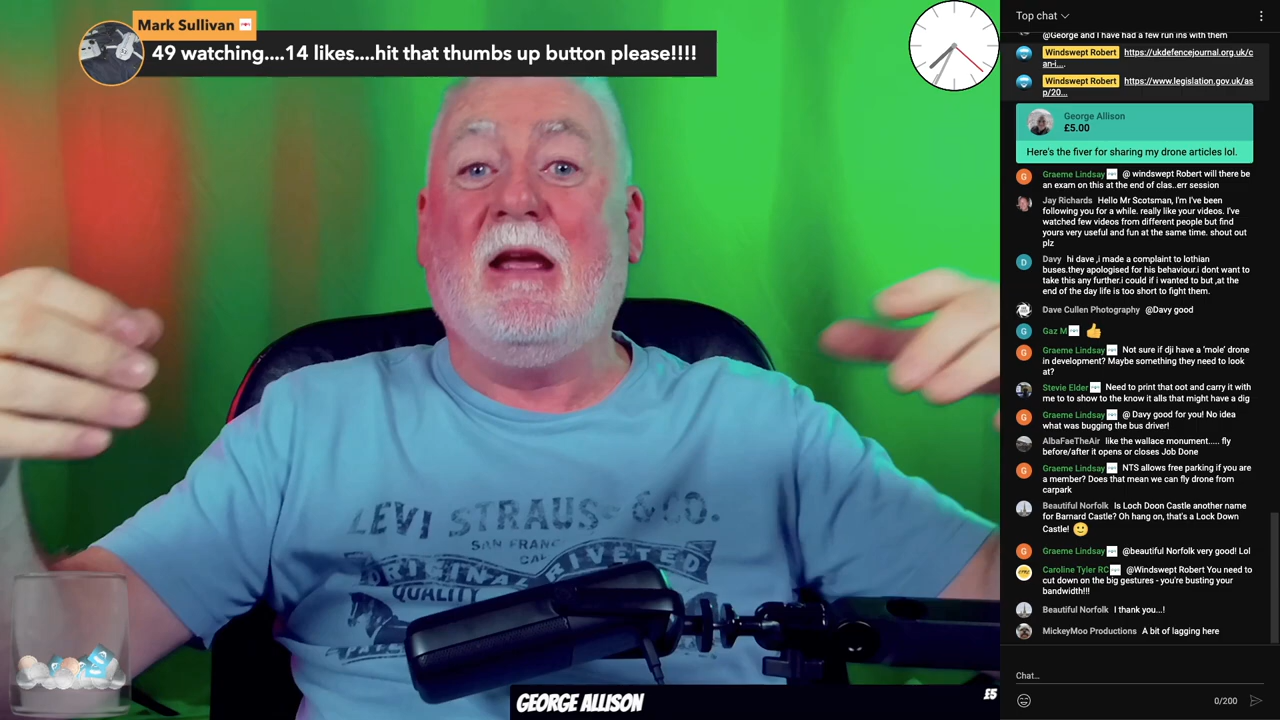 Mark Sullivan
49 watching....14 likes...hit that thumbs up button please!!!!
LEVI STRAUSS & CO.
SAN FRANC
CAL
ORIGINAL RIVETED
QUALITY
GEORGE ALLISON
£5
Top chat
@George and I have had a few run ins with them
Windswept Robert https://ukdefencejournal.org.uk/c
an-i....
Windswept Robert https://www.legislation.gov.uk/as
p/20...
George Allison
£5.00
Here's the fiver for sharing my drone articles lol.
Graeme Lindsay @ windswept Robert will there be
an exam on this at the end of clas..err session
Jay Richards Hello Mr Scotsman, I'm I've been
following you for a while. really like your videos. I've
watched few videos from different people but find
yours very useful and fun at the same time. shout out
plz
Davy hi dave ,i made a complaint to lothian
buses.they apologised for his behaviour.i dont want to
take this any further.i could if i wanted to but ,at the
end of the day life is too short to fight them.
Dave Cullen Photography @Davy good
Gaz M 👍
Graeme Lindsay Not sure if dji have a 'mole' drone
in development? Maybe something they need to look
at?
Stevie Elder Need to print that oot and carry it with
me to to show to the know it alls that might have a dig
Graeme Lindsay @ Davy good for you! No idea
what was bugging the bus driver!
AlbaFaeTheAir like the wallace monument..... fly
before/after it opens or closes Job Done
Graeme Lindsay NTS allows free parking if you are
a member? Does that mean we can fly drone from
carpark
Beautiful Norfolk Is Loch Doon Castle another name
for Barnard Castle? Oh hang on, that's a Lock Down
Castle! 🙂
Graeme Lindsay @beautiful Norfolk very good! Lol
Caroline Tyler RC @Windswept Robert You need to
cut down on the big gestures - you're busting your
bandwidth!!!
Beautiful Norfolk I thank you...!
MickeyMoo Productions A bit of lagging here
Chat...
0/200